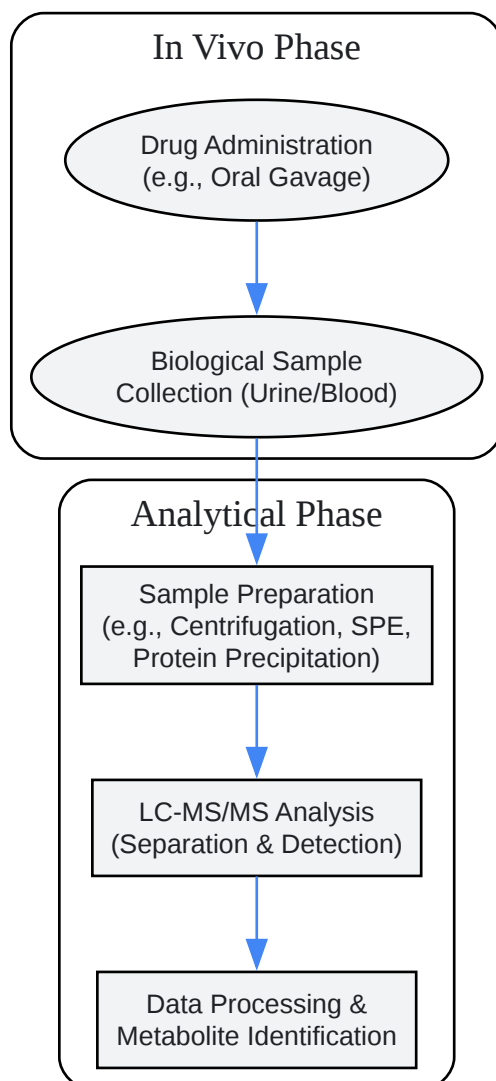 In Vivo Phase
Drug Administration
(e.g., Oral Gavage)
Biological Sample
Collection (Urine/Blood)
Analytical Phase
Sample Preparation
(e.g., Centrifugation, SPE,
Protein Precipitation)
LC-MS/MS Analysis
(Separation & Detection)
Data Processing &
Metabolite Identification